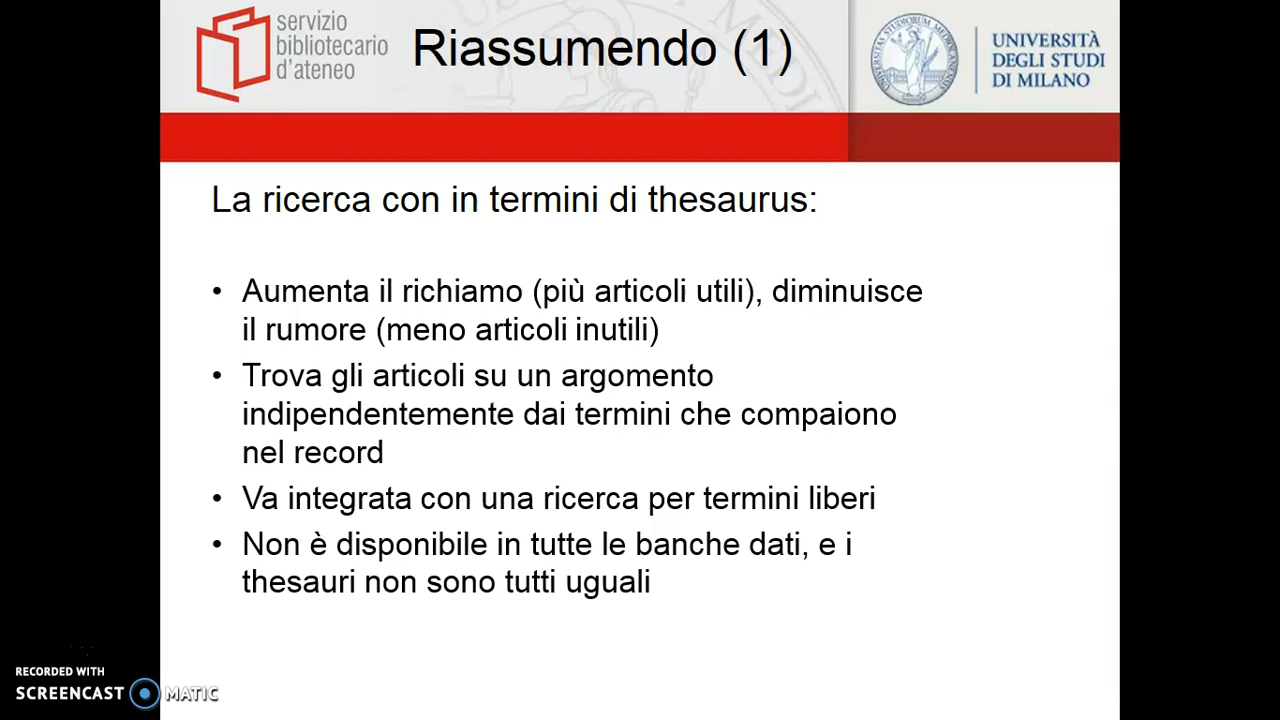 servizio
bibliotecario
d'ateneo
Riassumendo (1)
UNIVERSITÀ
DEGLI STUDI
DI MILANO
La ricerca con in termini di thesaurus:
• Aumenta il richiamo (più articoli utili), diminuisce
il rumore (meno articoli inutili)
• Trova gli articoli su un argomento
indipendentemente dai termini che compaiono
nel record
• Va integrata con una ricerca per termini liberi
• Non è disponibile in tutte le banche dati, e i
thesauri non sono tutti uguali
RECORDED WITH
SCREENCAST MATIC